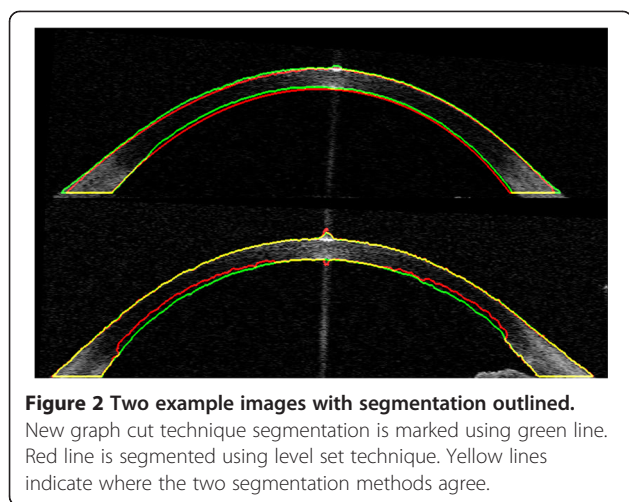 Figure 2 Two example images with segmentation outlined.
New graph cut technique segmentation is marked using green line.
Red line is segmented using level set technique. Yellow lines
indicate where the two segmentation methods agree.